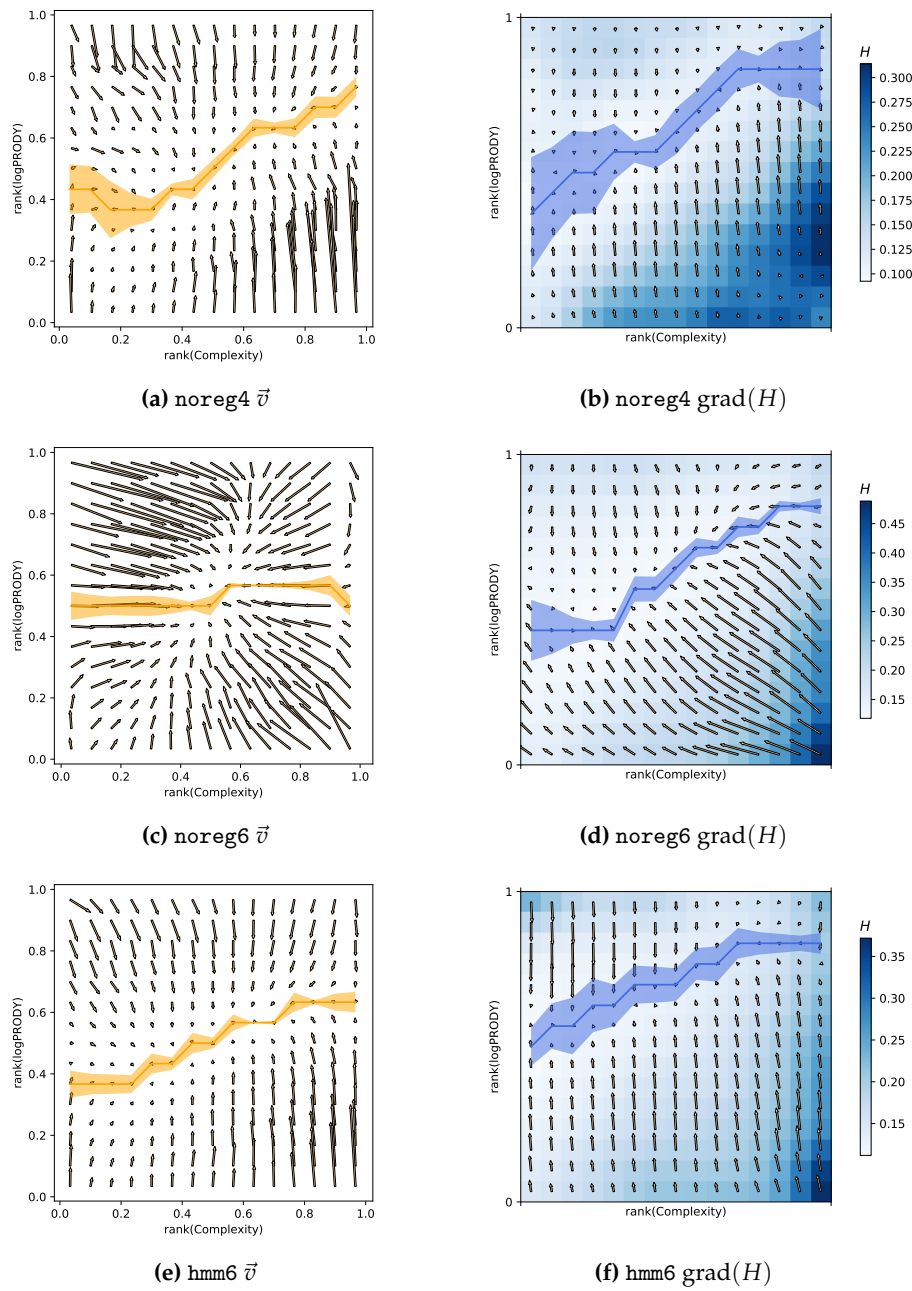 1.0
0.8
0.6
0.4
0.2
0.0
rank(logPRODY)
0.0 0.2 0.4 0.6 0.8 1.0
rank(Complexity)
(a) noreg4 v⃗
1
0
rank(logPRODY)
rank(Complexity)
H
0.300
0.275
0.250
0.225
0.200
0.175
0.150
0.125
0.100
(b) noreg4 grad(H)
1.0
0.8
0.6
0.4
0.2
0.0
rank(logPRODY)
0.0 0.2 0.4 0.6 0.8 1.0
rank(Complexity)
(c) noreg6 v⃗
1
0
rank(logPRODY)
rank(Complexity)
H
0.45
0.40
0.35
0.30
0.25
0.20
0.15
(d) noreg6 grad(H)
1.0
0.8
0.6
0.4
0.2
0.0
rank(logPRODY)
0.0 0.2 0.4 0.6 0.8 1.0
rank(Complexity)
(e) hmm6 v⃗
1
0
rank(logPRODY)
rank(Complexity)
H
0.35
0.30
0.25
0.20
0.15
(f) hmm6 grad(H)